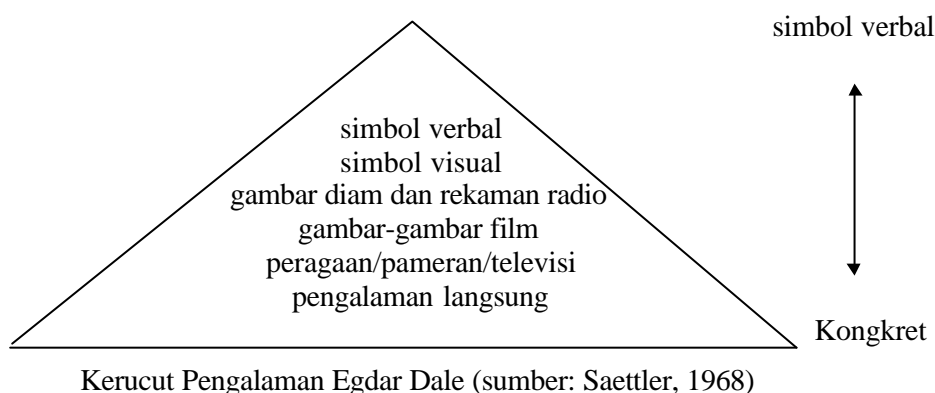 simbol verbal
simbol verbal
simbol visual
gambar diam dan rekaman radio
gambar-gambar film
peragaan/pameran/televisi
pengalaman langsung
Kongkret
Kerucut Pengalaman Egdar Dale (sumber: Saettler, 1968)